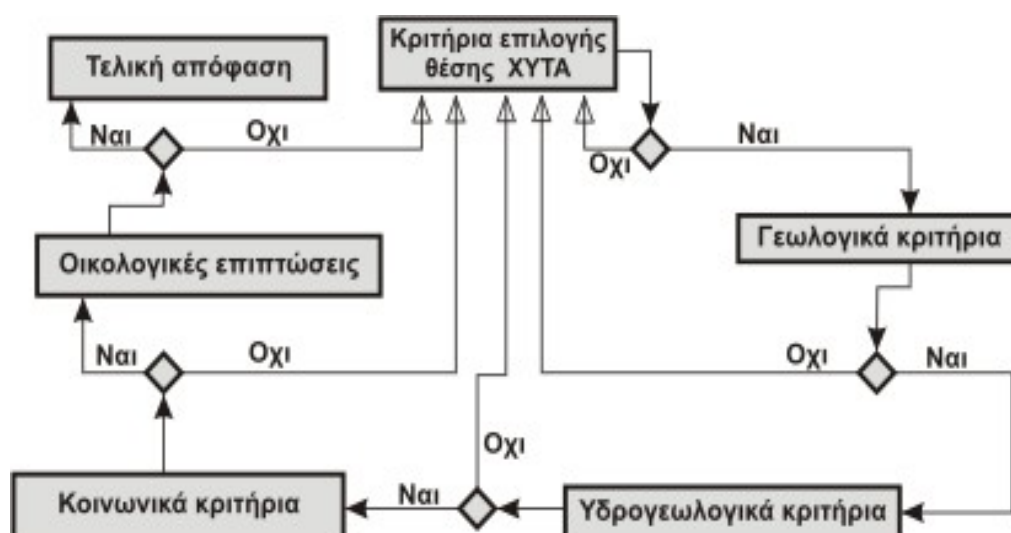 Κριτήρια επιλογής
θέσης ΧΥΤΑ
Τελική απόφαση
Ναι
Οχι
Οχι
Ναι
Γεωλογικά κριτήρια
Οικολογικές επιπτώσεις
Ναι
Οχι
Οχι
Ναι
Οχι
Κοινωνικά κριτήρια
Ναι
Υδρογεωλογικά κριτήρια